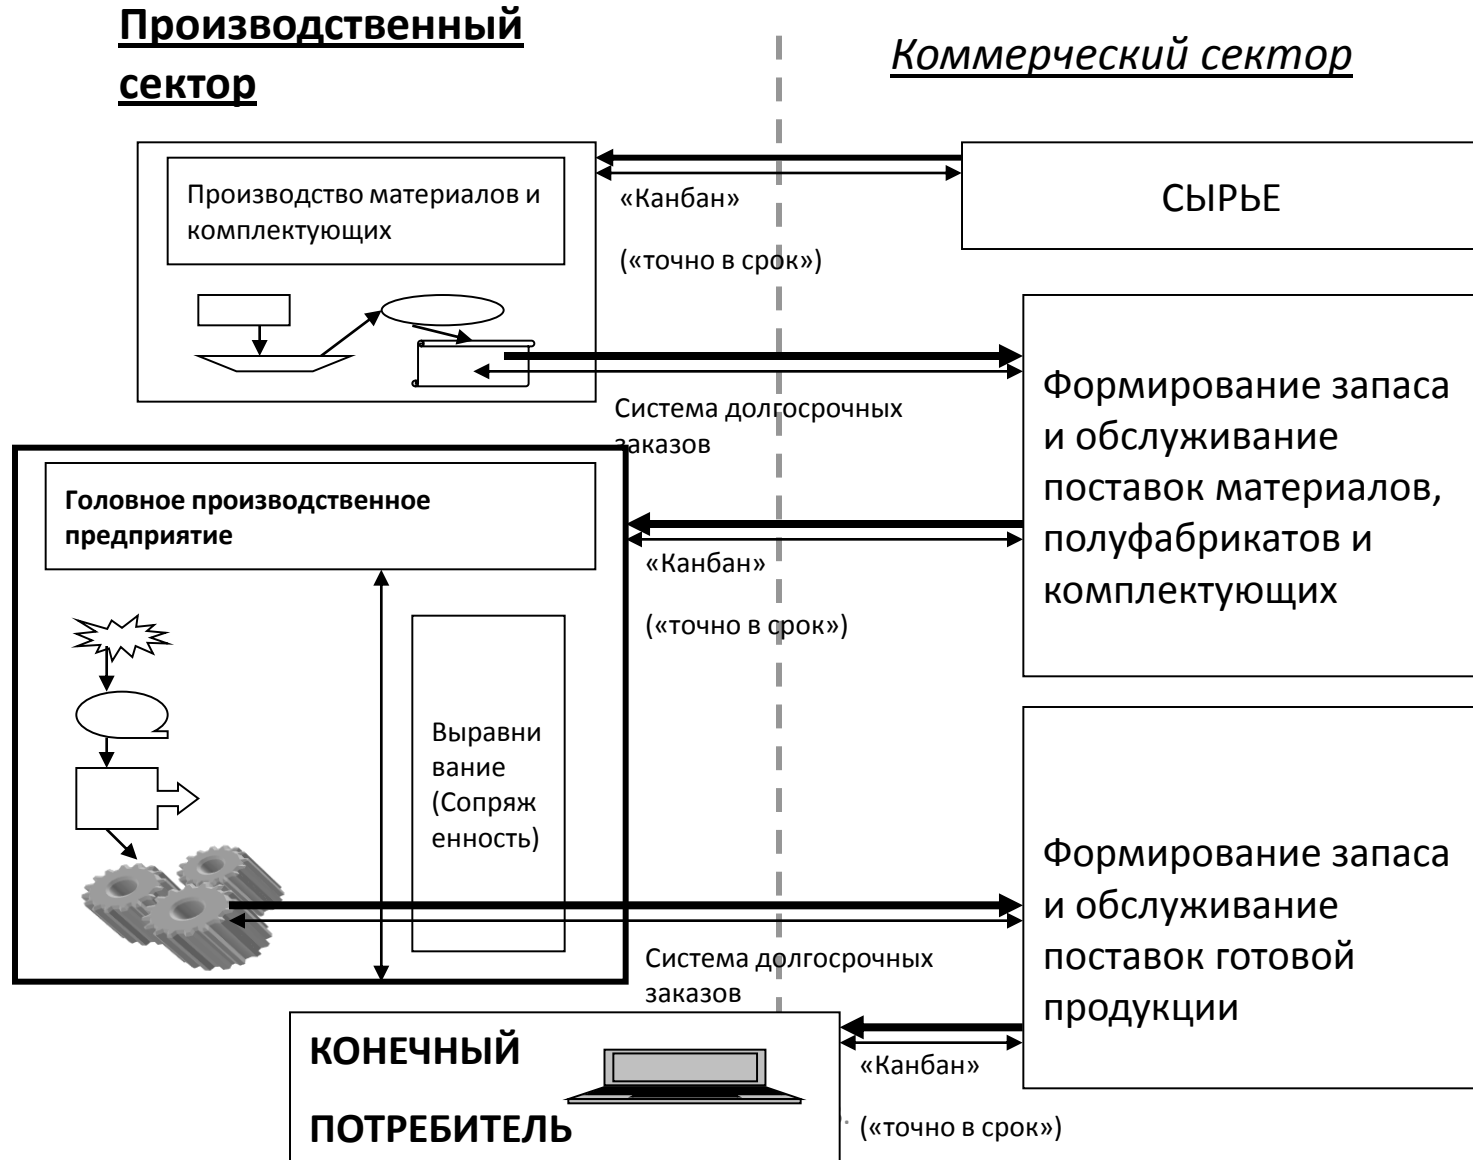 Производственный
сектор
Коммерческий сектор
Производство материалов и
комплектующих
«Канбан»
(«точно в срок»)
СЫРЬЕ
Система долгосрочных
заказов
Формирование запаса
и обслуживание
поставок материалов,
полуфабрикатов и
комплектующих
Головное производственное
предприятие
«Канбан»
(«точно в срок»)
Выравни
вание
(Сопряж
енность)
Формирование запаса
и обслуживание
поставок готовой
продукции
Система долгосрочных
заказов
КОНЕЧНЫЙ
ПОТРЕБИТЕЛЬ
«Канбан»
(«точно в срок»)